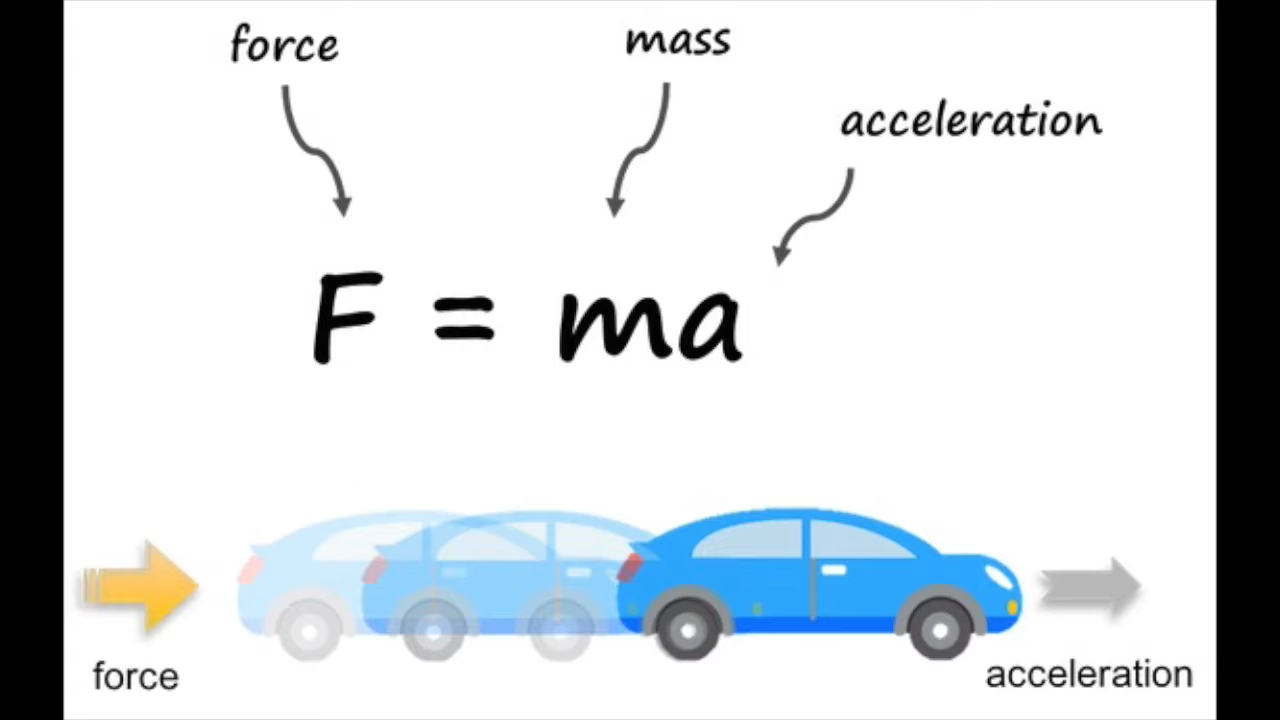 force
mass
acceleration
F = ma
force
acceleration